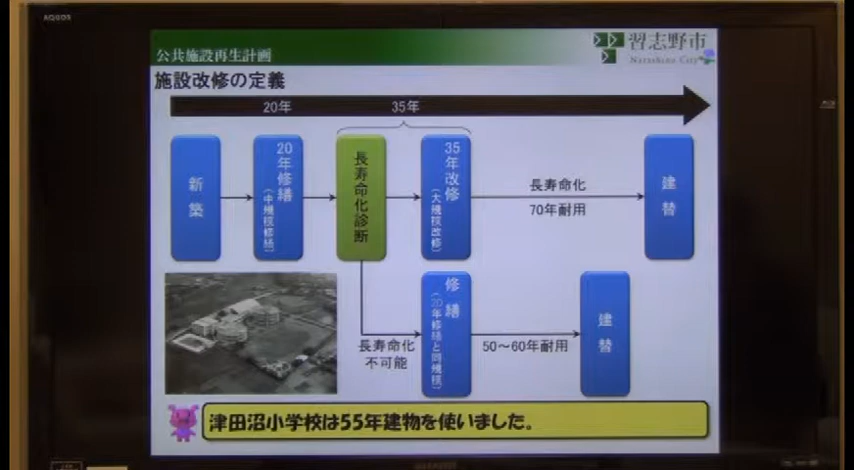 AQUOS
公共施設再生計画
習志野市
Narashino City
施設改修の定義
20年
35年
新築
20年修繕
(中規模修繕)
長寿命化診断
35年改修
(大規模改修)
長寿命化
70年耐用
建替
長寿命化
不可能
修繕
(20年修繕と同規模)
50～60年耐用
建替
津田沼小学校は55年建物を使いました。